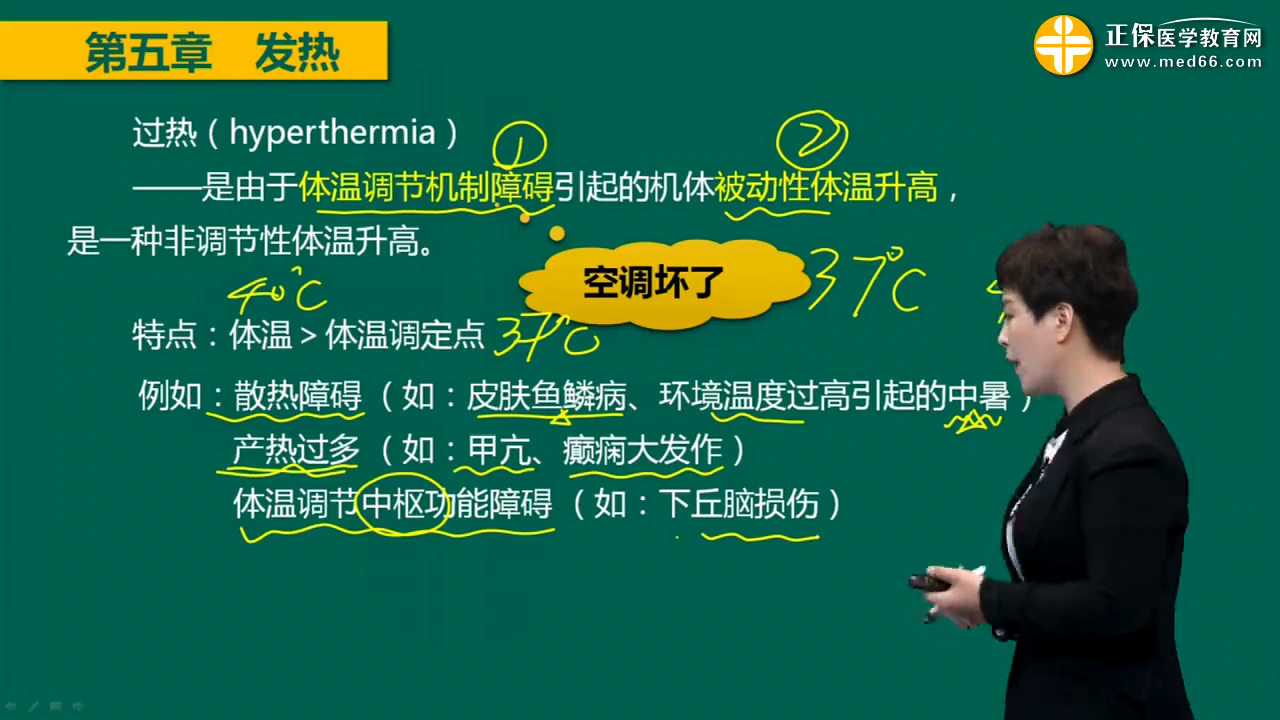 第五章 发热
正保医学教育网
www.med66.com
过热（hyperthermia）
① ②
——是由于体温调节机制障碍引起的机体被动性体温升高，
是一种非调节性体温升高。
空调坏了 37℃
40℃
特点：体温＞体温调定点 37℃
例如：散热障碍（如：皮肤鱼鳞病、环境温度过高引起的中暑）
产热过多（如：甲亢、癫痫大发作）
体温调节中枢功能障碍（如：下丘脑损伤）